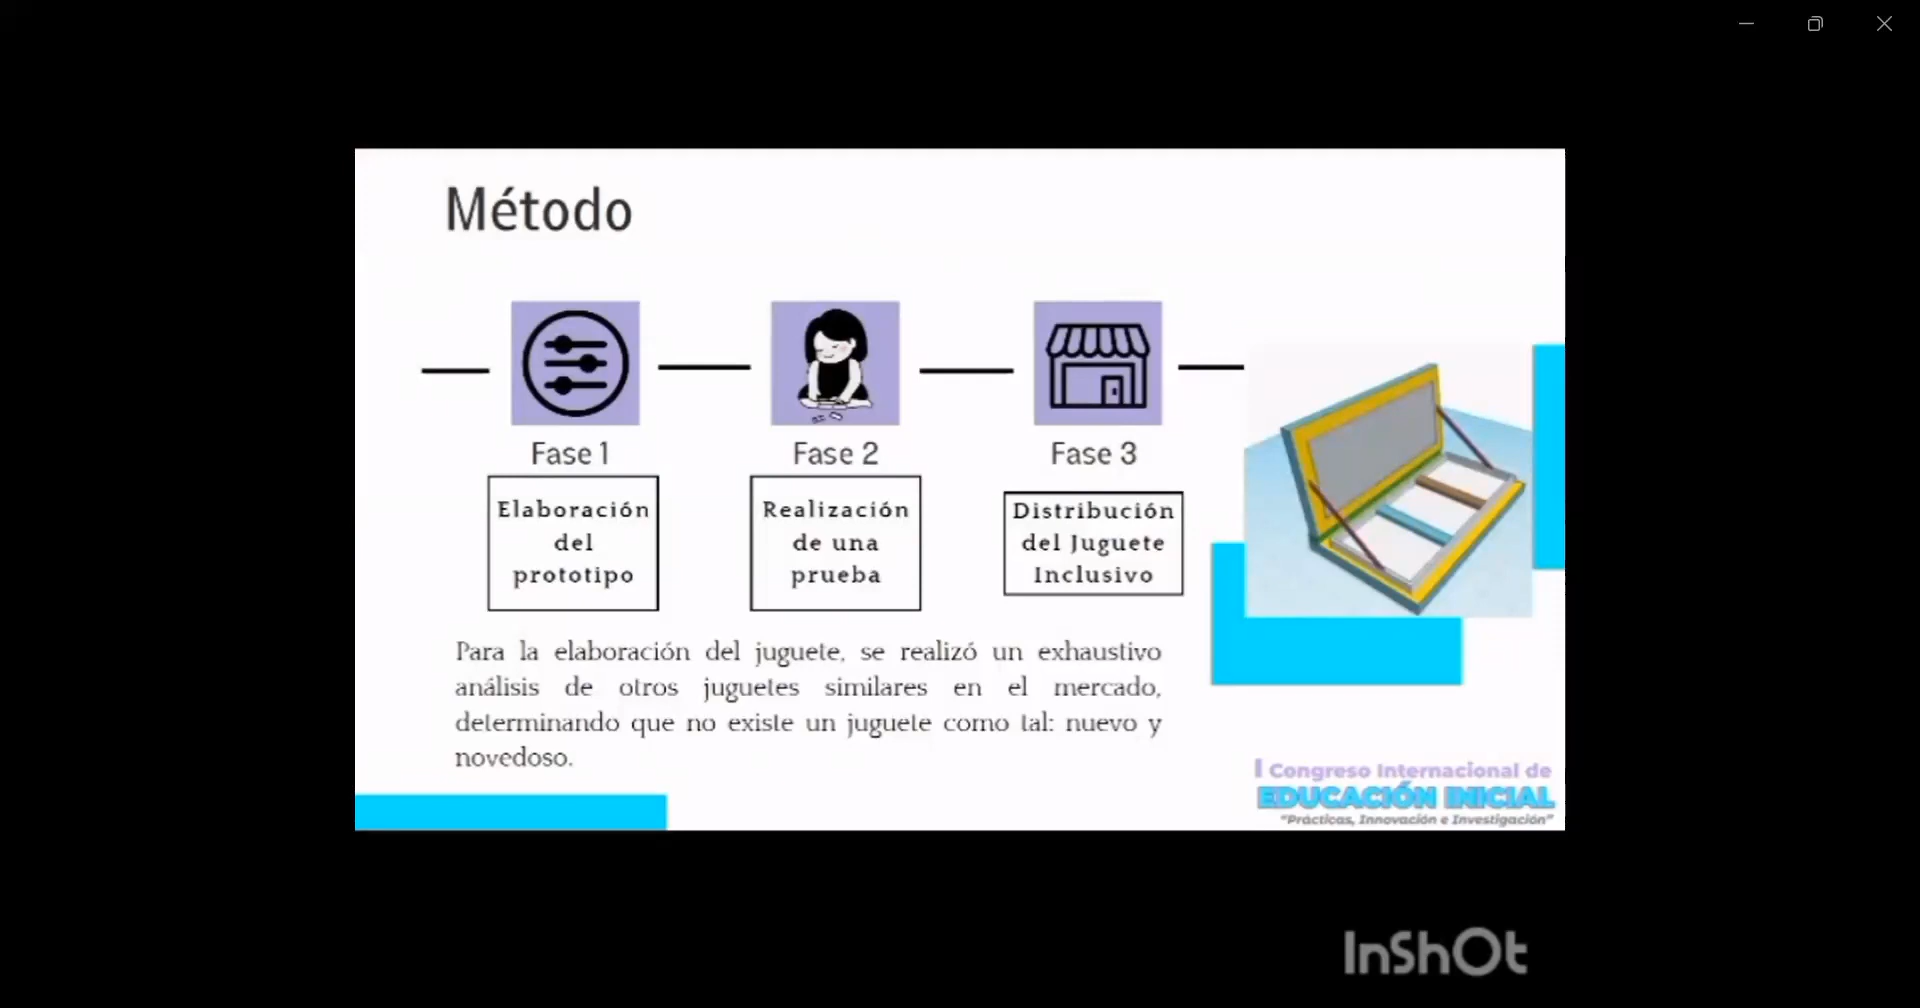 Método
Fase 1
Elaboración
del
prototipo
Fase 2
Realización
de una
prueba
Fase 3
Distribución
del Juguete
Inclusivo
Para la elaboración del juguete, se realizó un exhaustivo
análisis de otros juguetes similares en el mercado,
determinando que no existe un juguete como tal: nuevo y
novedoso.
I Congreso Internacional de
EDUCACIÓN INICIAL
"Prácticas, Innovación e Investigación"
InShOt